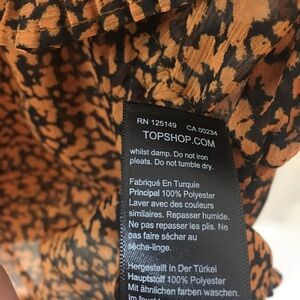 RN 125149 CA 00234
TOPSHOP.COM
whilst damp. Do not iron
pleats. Do not tumble dry.
Fabriqué En Turquie
Principal 100% Polyester
Laver avec des couleurs
similaires. Repasser humide.
Ne pas repasser les plis. Ne
pas faire sécher au
sèche-linge.
Hergestellt In Der Türkei
Hauptstoff 100% Polyester
Mit ähnlichen farben waschen.